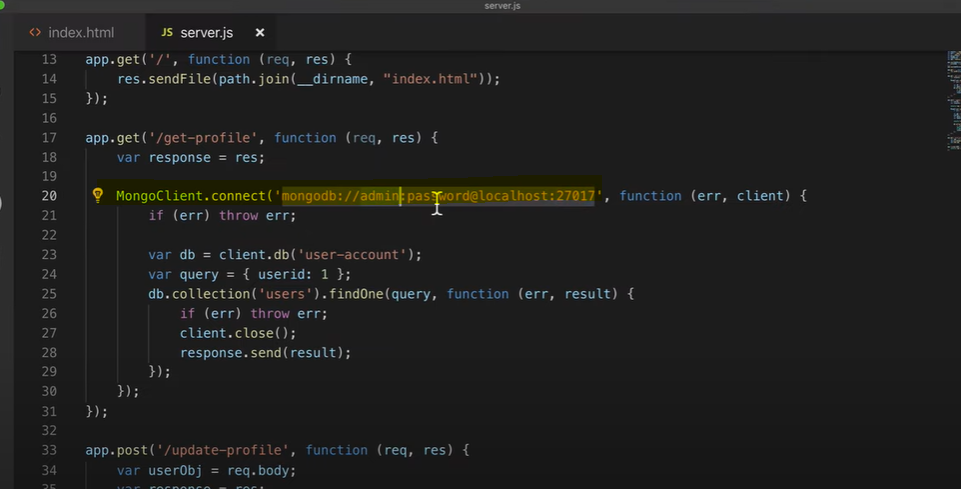 server.js
index.html
JS server.js
13 app.get('/', function (req, res) {
14 res.sendFile(path.join(__dirname, "index.html"));
15 });
16
17 app.get('/get-profile', function (req, res) {
18 var response = res;
19
20 MongoClient.connect('mongodb://admin:password@localhost:27017', function (err, client) {
21 if (err) throw err;
22
23 var db = client.db('user-account');
24 var query = { userid: 1 };
25 db.collection('users').findOne(query, function (err, result) {
26 if (err) throw err;
27 client.close();
28 response.send(result);
29 });
30 });
31 });
32
33 app.post('/update-profile', function (req, res) {
34 var userObj = req.body;
35 var response = res;